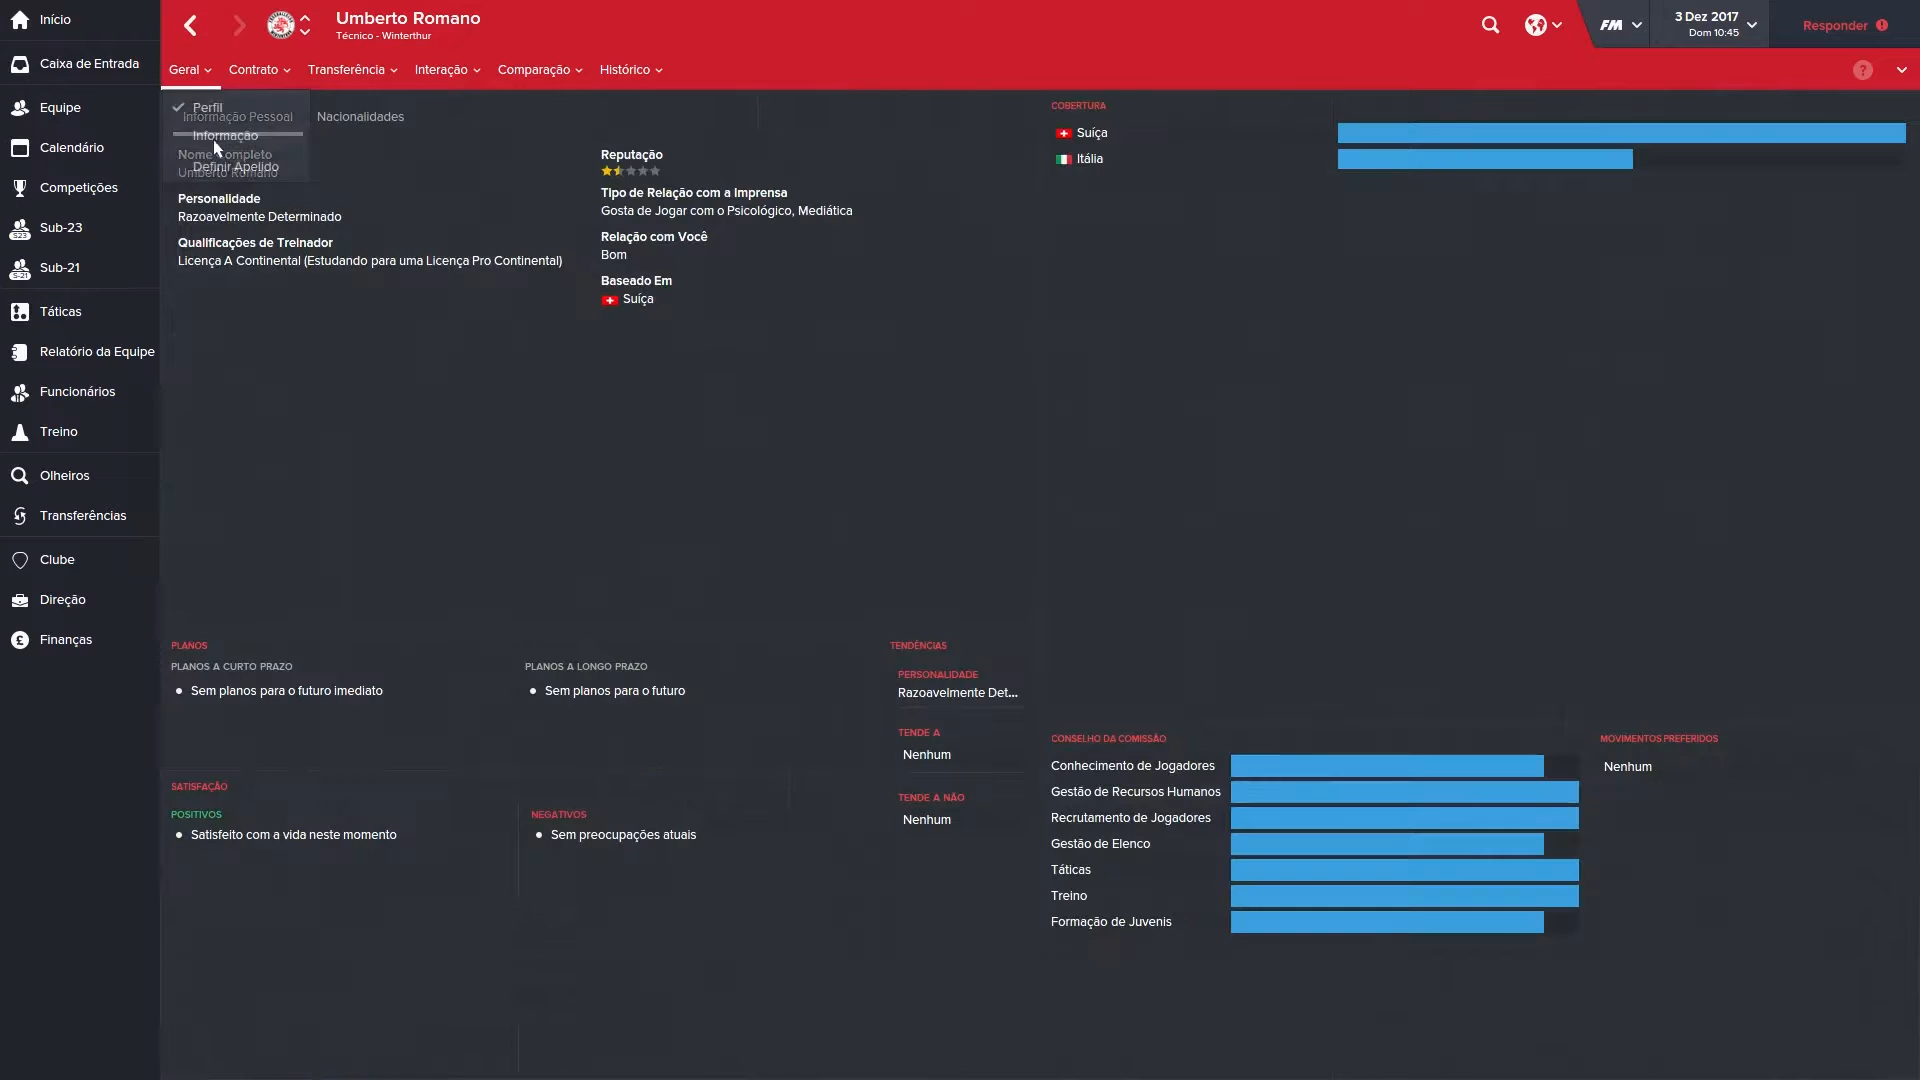 Início
Caixa de Entrada
Equipe
Calendário
Competições
Sub-23
Sub-21
Táticas
Relatório da Equipe
Funcionários
Treino
Olheiros
Transferências
Clube
Direção
Finanças
Umberto Romano
Técnico - Winterthur
FM
3 Dez 2017
Dom 10:45
Responder
Geral
Contrato
Transferência
Interação
Comparação
Histórico
Perfil
Informação
Definir Apelido
Informação Pessoal
Nacionalidades
Nome Completo
Umberto Romano
Personalidade
Razoavelmente Determinado
Qualificações de Treinador
Licença A Continental (Estudando para uma Licença Pro Continental)
Reputação
Tipo de Relação com a Imprensa
Gosta de Jogar com o Psicológico, Mediática
Relação com Você
Bom
Baseado Em
Suíça
COBERTURA
Suíça
Itália
PLANOS
PLANOS A CURTO PRAZO
Sem planos para o futuro imediato
PLANOS A LONGO PRAZO
Sem planos para o futuro
TENDÊNCIAS
PERSONALIDADE
Razoavelmente Det...
TENDE A
Nenhum
TENDE A NÃO
Nenhum
SATISFAÇÃO
POSITIVOS
Satisfeito com a vida neste momento
NEGATIVOS
Sem preocupações atuais
CONSELHO DA COMISSÃO
Conhecimento de Jogadores
Gestão de Recursos Humanos
Recrutamento de Jogadores
Gestão de Elenco
Táticas
Treino
Formação de Juvenis
MOVIMENTOS PREFERIDOS
Nenhum